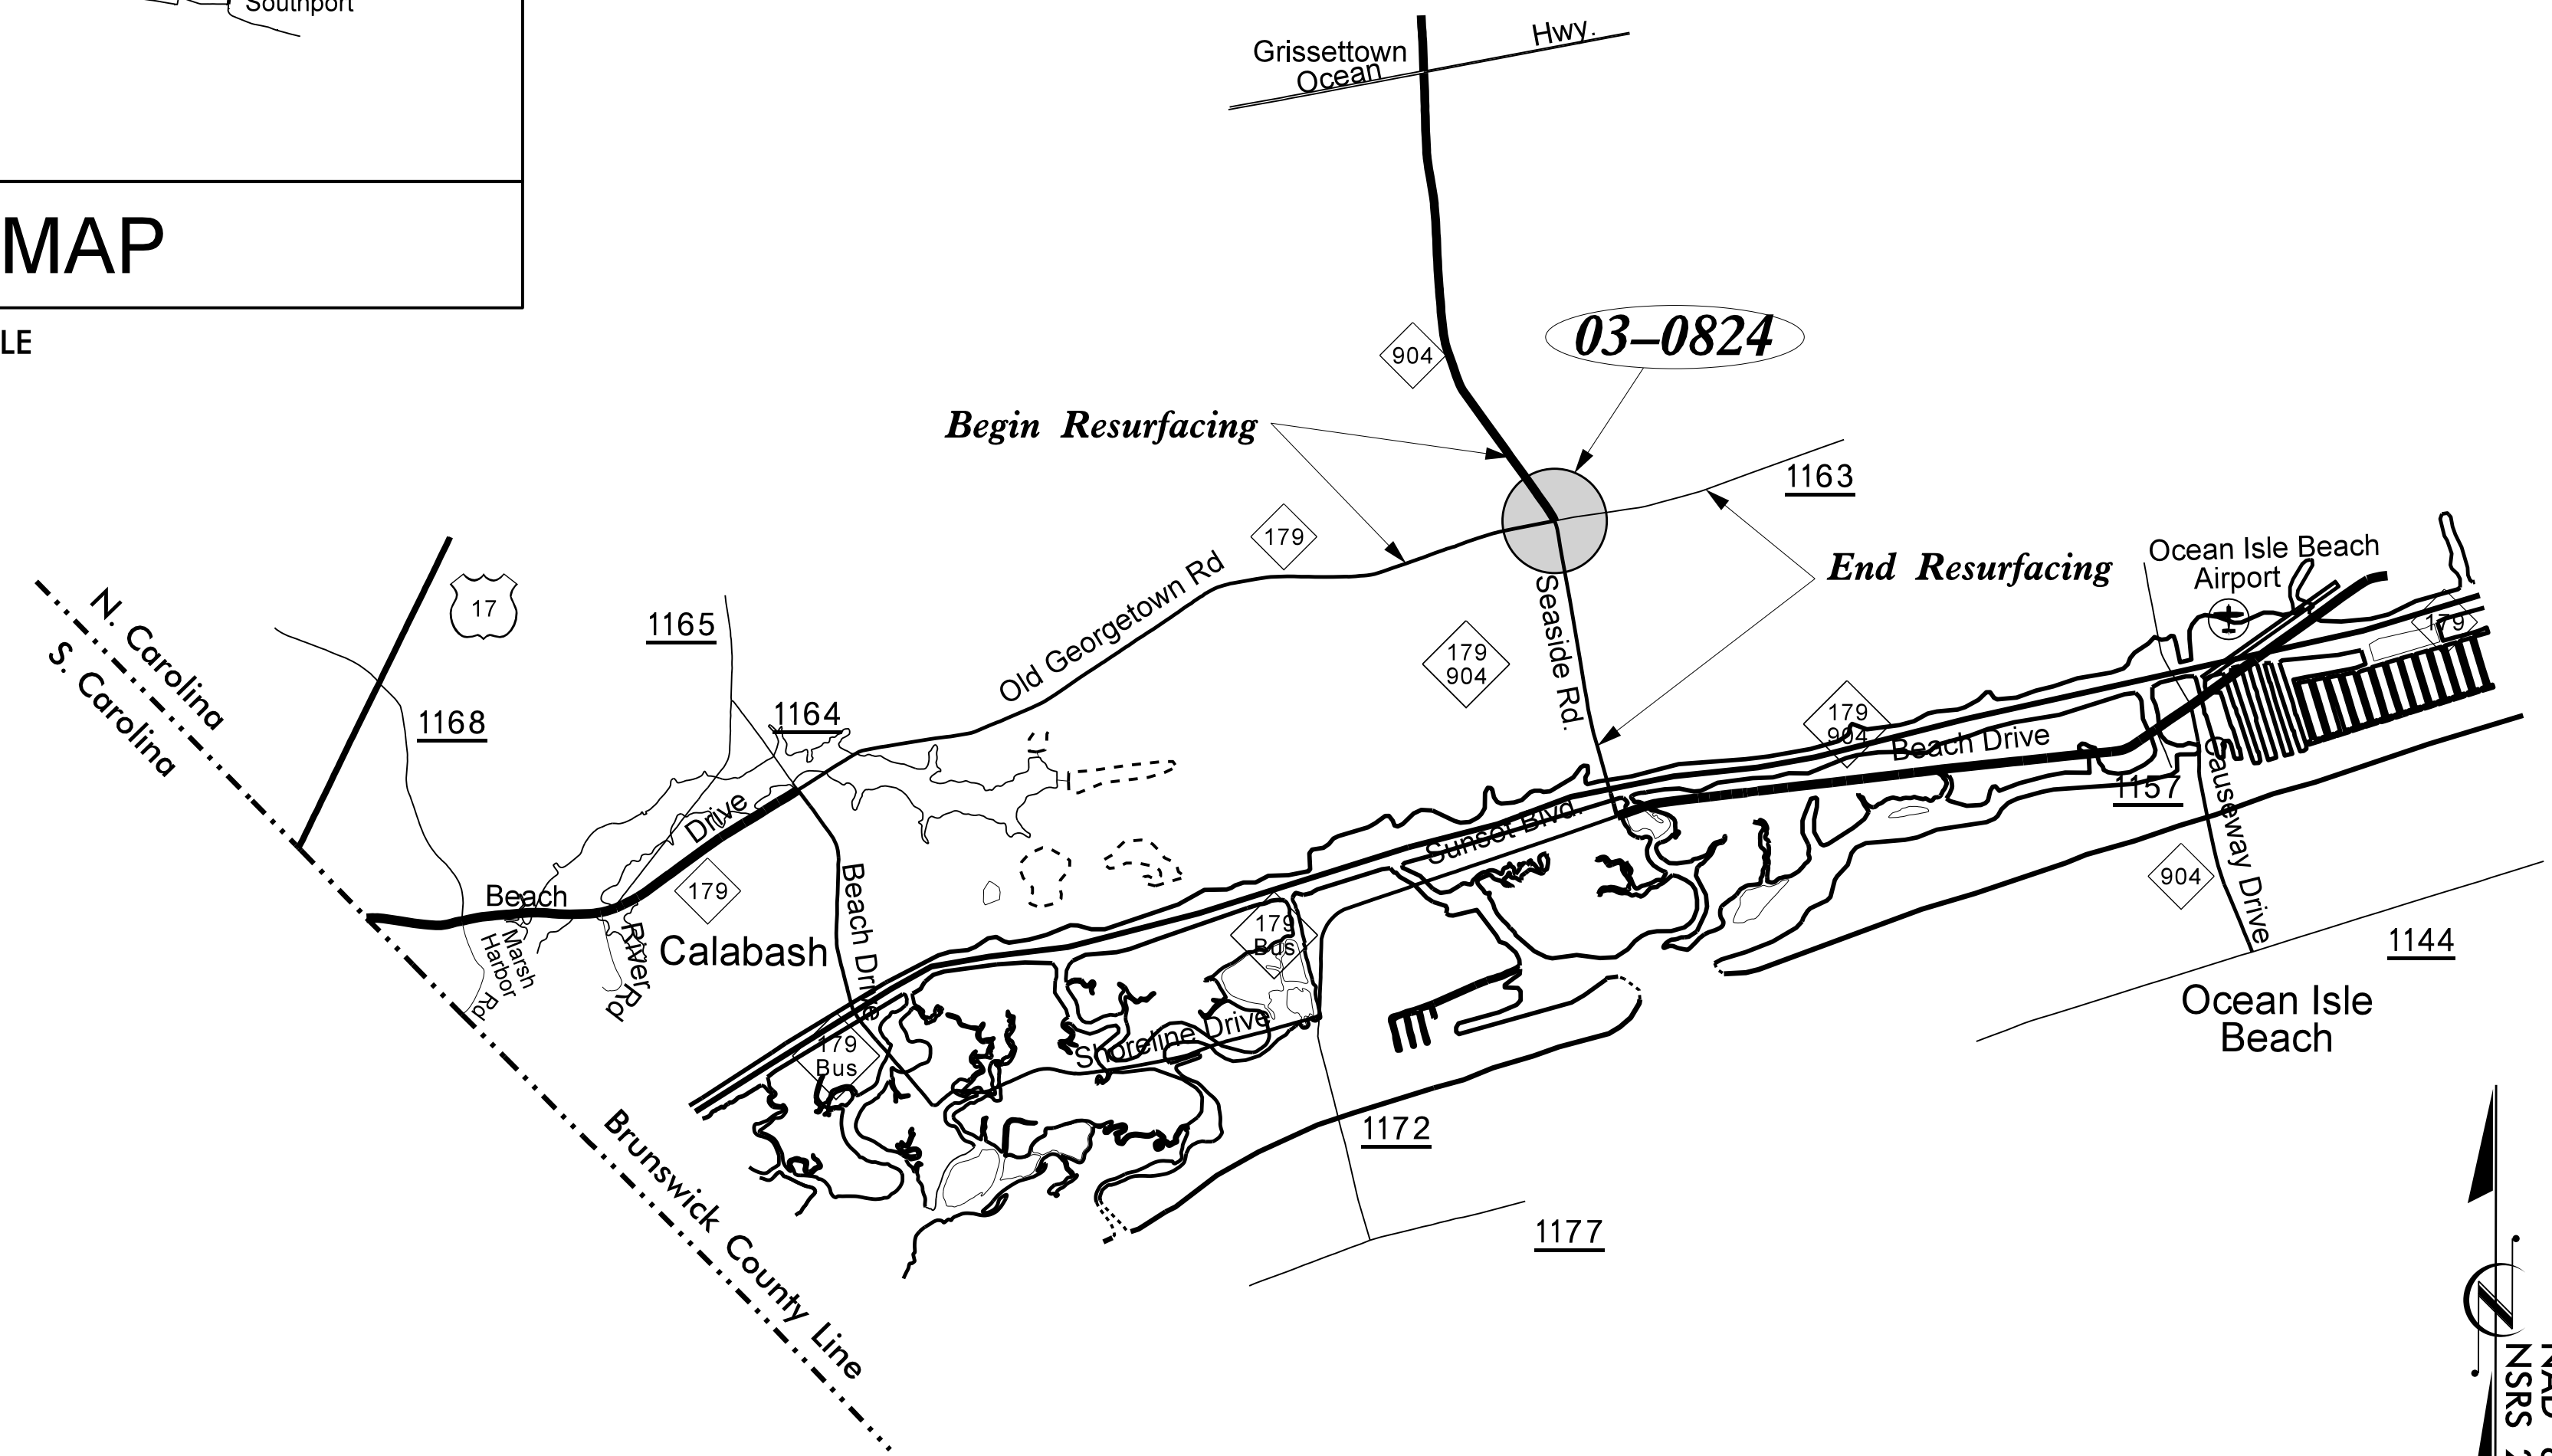 Southport
MAP
LE
Grissettown
Ocean Hwy.
904
03–0824
Begin Resurfacing
1163
179
Old Georgetown Rd
End Resurfacing
Seaside Rd.
179
904
N. Carolina
S. Carolina
17
1165
1164
1168
Ocean Isle Beach
Airport
179
179
904
Beach Drive
1157
Causeway Drive
Sunset Blvd.
Beach Drive
179
Marsh
Harbor
Rd
River
Rd
Calabash
Beach Drive
179
Bus
904
1144
Ocean Isle
Beach
Shoreline Drive
179
Bus
1172
1177
Brunswick County Line
N
NAD
NSRS 2